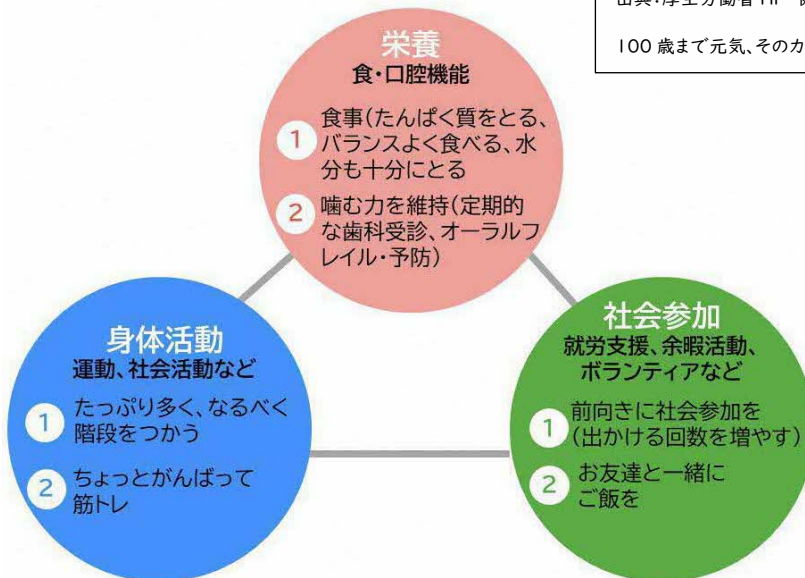 出典:厚生労働省 HP
100 歳まで元気、そのカ
栄養
食・口腔機能
1 食事(たんぱく質をとる、
バランスよく食べる、水
分も十分にとる
2 噛む力を維持(定期的
な歯科受診、オーラルフ
レイル・予防)
身体活動
運動、社会活動など
1 たっぷり多く、なるべく
階段をつかう
2 ちょっとがんばって
筋トレ
社会参加
就労支援、余暇活動、
ボランティアなど
1 前向きに社会参加を
(出かける回数を増やす)
2 お友達と一緒に
ご飯を